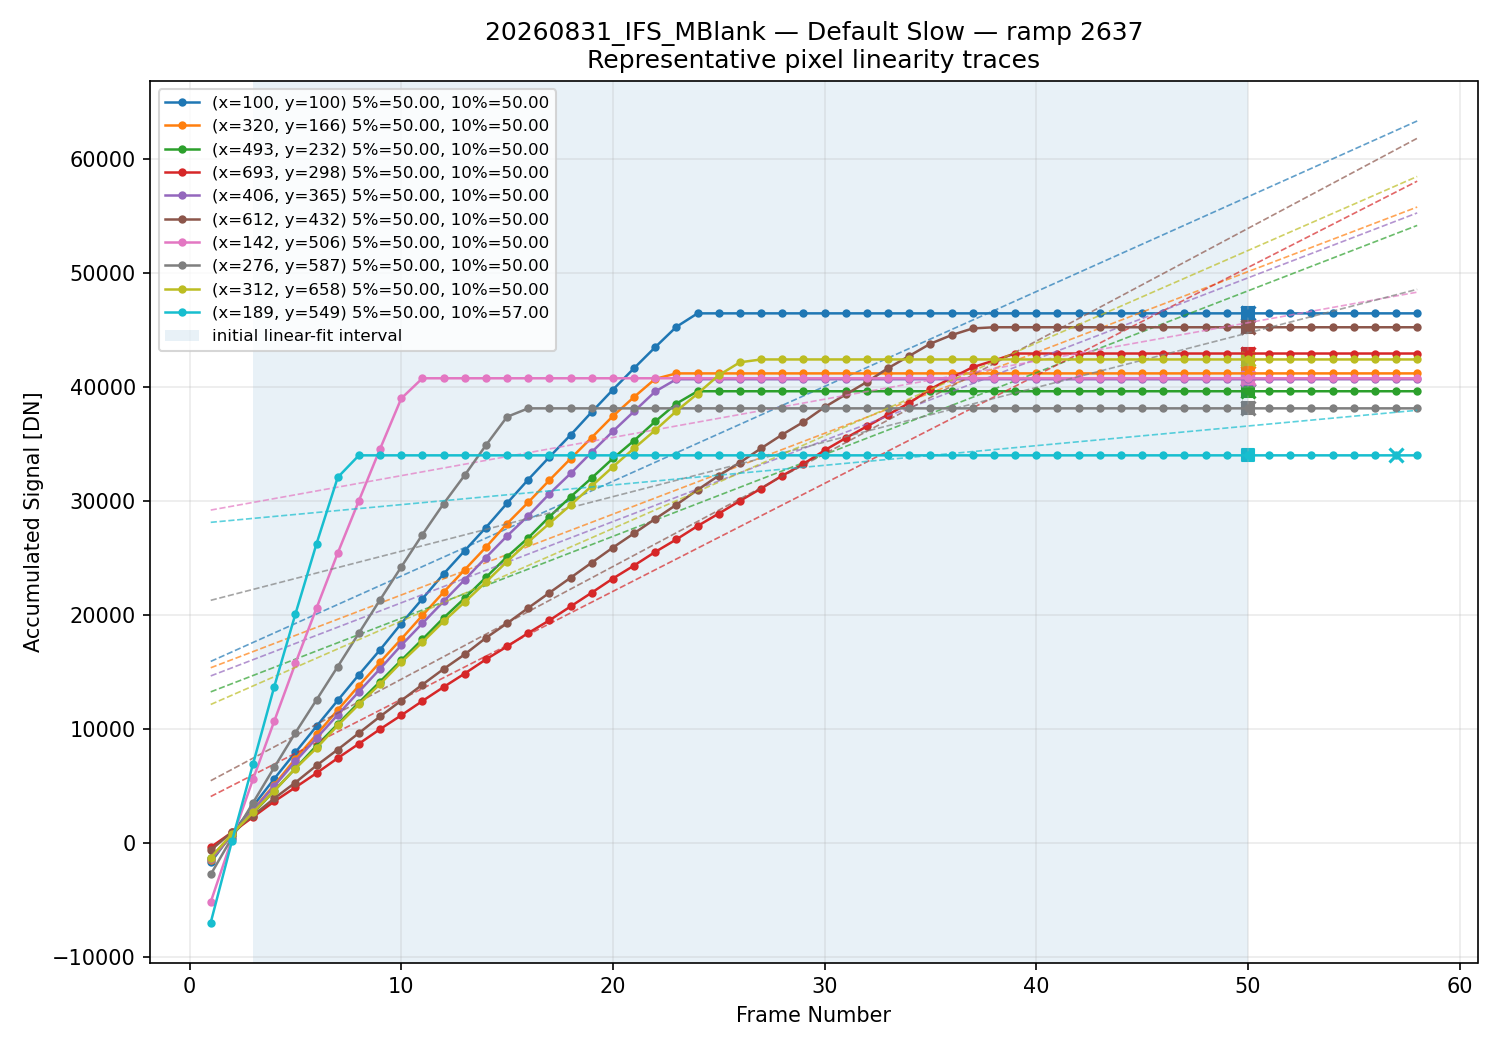 20260831_IFS_MBlank — Default Slow — ramp 2637
Representative pixel linearity traces
(x=100, y=100) 5%=50.00, 10%=50.00
(x=320, y=166) 5%=50.00, 10%=50.00
(x=493, y=232) 5%=50.00, 10%=50.00
(x=693, y=298) 5%=50.00, 10%=50.00
(x=406, y=365) 5%=50.00, 10%=50.00
(x=612, y=432) 5%=50.00, 10%=50.00
(x=142, y=506) 5%=50.00, 10%=50.00
(x=276, y=587) 5%=50.00, 10%=50.00
(x=312, y=658) 5%=50.00, 10%=50.00
(x=189, y=549) 5%=50.00, 10%=57.00
initial linear-fit interval
Accumulated Signal [DN]
60000
50000
40000
30000
20000
10000
0
−10000
0 10 20 30 40 50 60
Frame Number